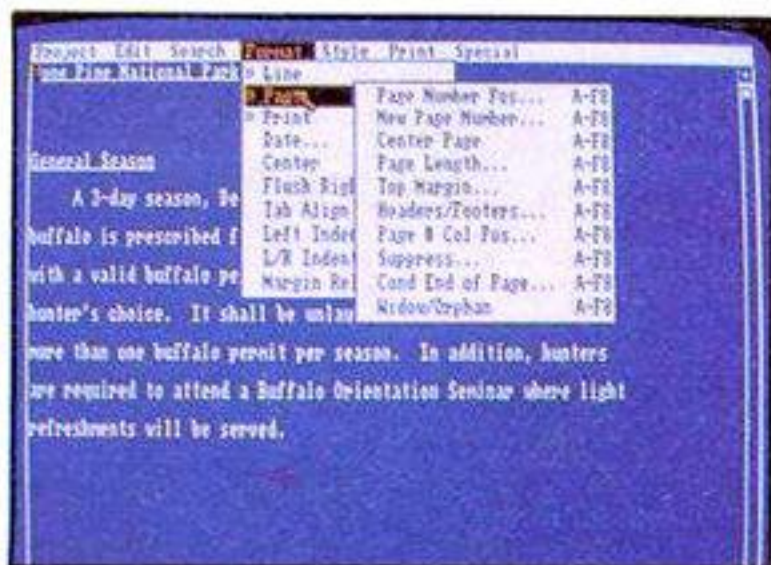 Project Edit Search Format Style Print Special
Pine National Park
» Line
» Page
» Print
Date...
Center
Flush Rig
Tab Align
Left Inde
L/R Inden
Margin Rel
Page Number Pos... A-F8
New Page Number... A-F8
Center Page A-F8
Page Length... A-F8
Top Margin... A-F8
Headers/Footers... A-F8
Page # Col Pos... A-F8
Suppress... A-F8
Cond End of Page... A-F8
Widow/Orphan A-F8
General Season
A 3-day season, De
buffalo is prescribed f
with a valid buffalo pe
hunter's choice. It shall be unlaw
more than one buffalo permit per season. In addition, hunters
are required to attend a Buffalo Orientation Seminar where light
refreshments will be served.